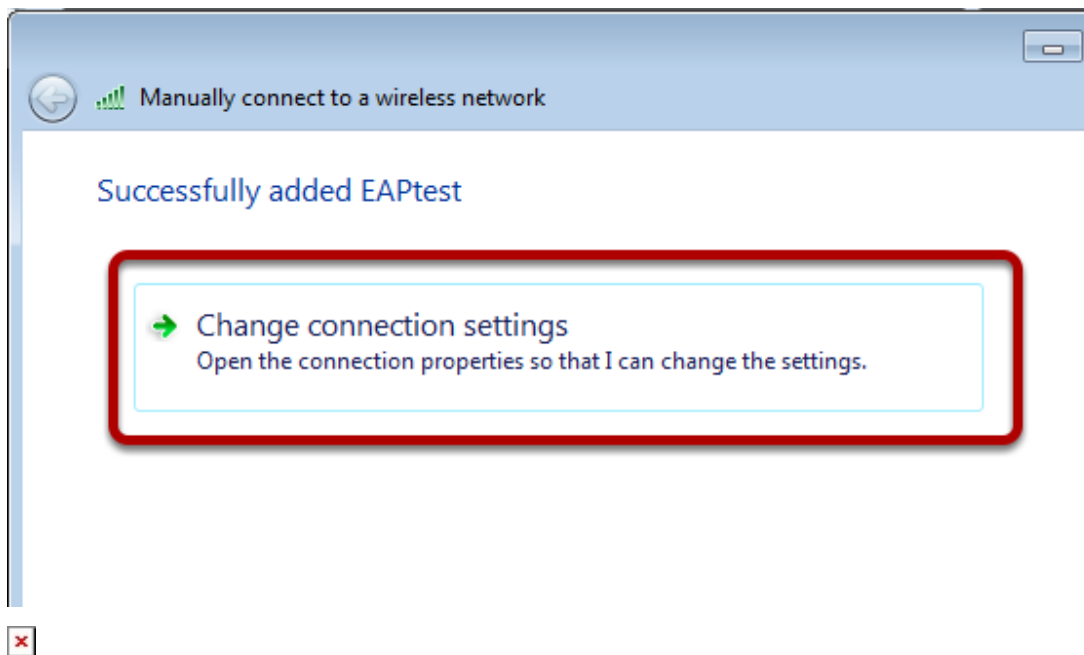 Manually connect to a wireless network
Successfully added EAPtest
Change connection settings
Open the connection properties so that I can change the settings.